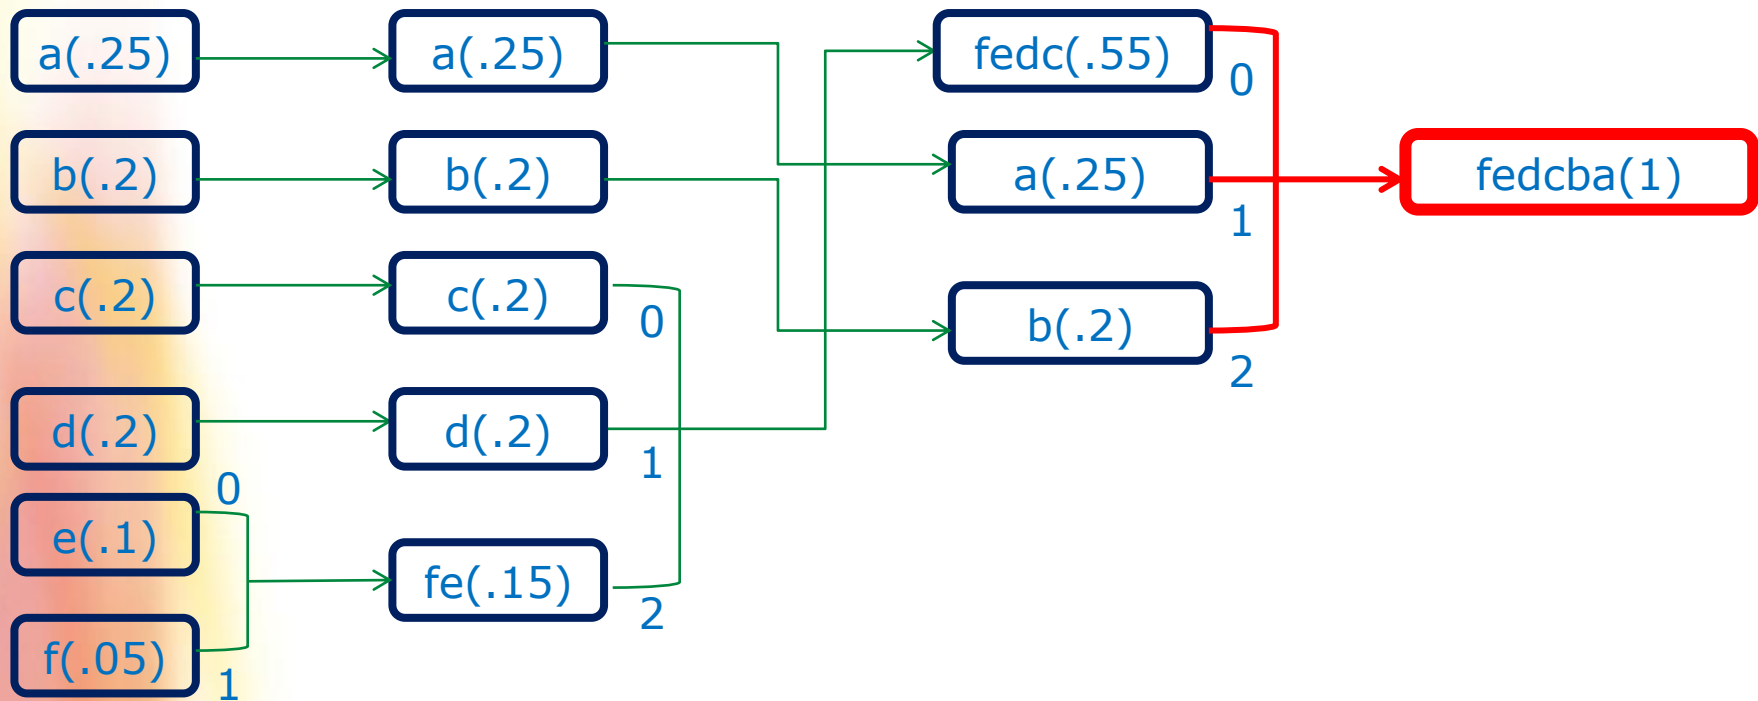 a(.25)
b(.2)
c(.2)
d(.2)
0
e(.1)
f(.05)
1
a(.25)
b(.2)
c(.2)
0
d(.2)
1
fe(.15)
2
fedc(.55)
0
a(.25)
1
b(.2)
2
fedcba(1)